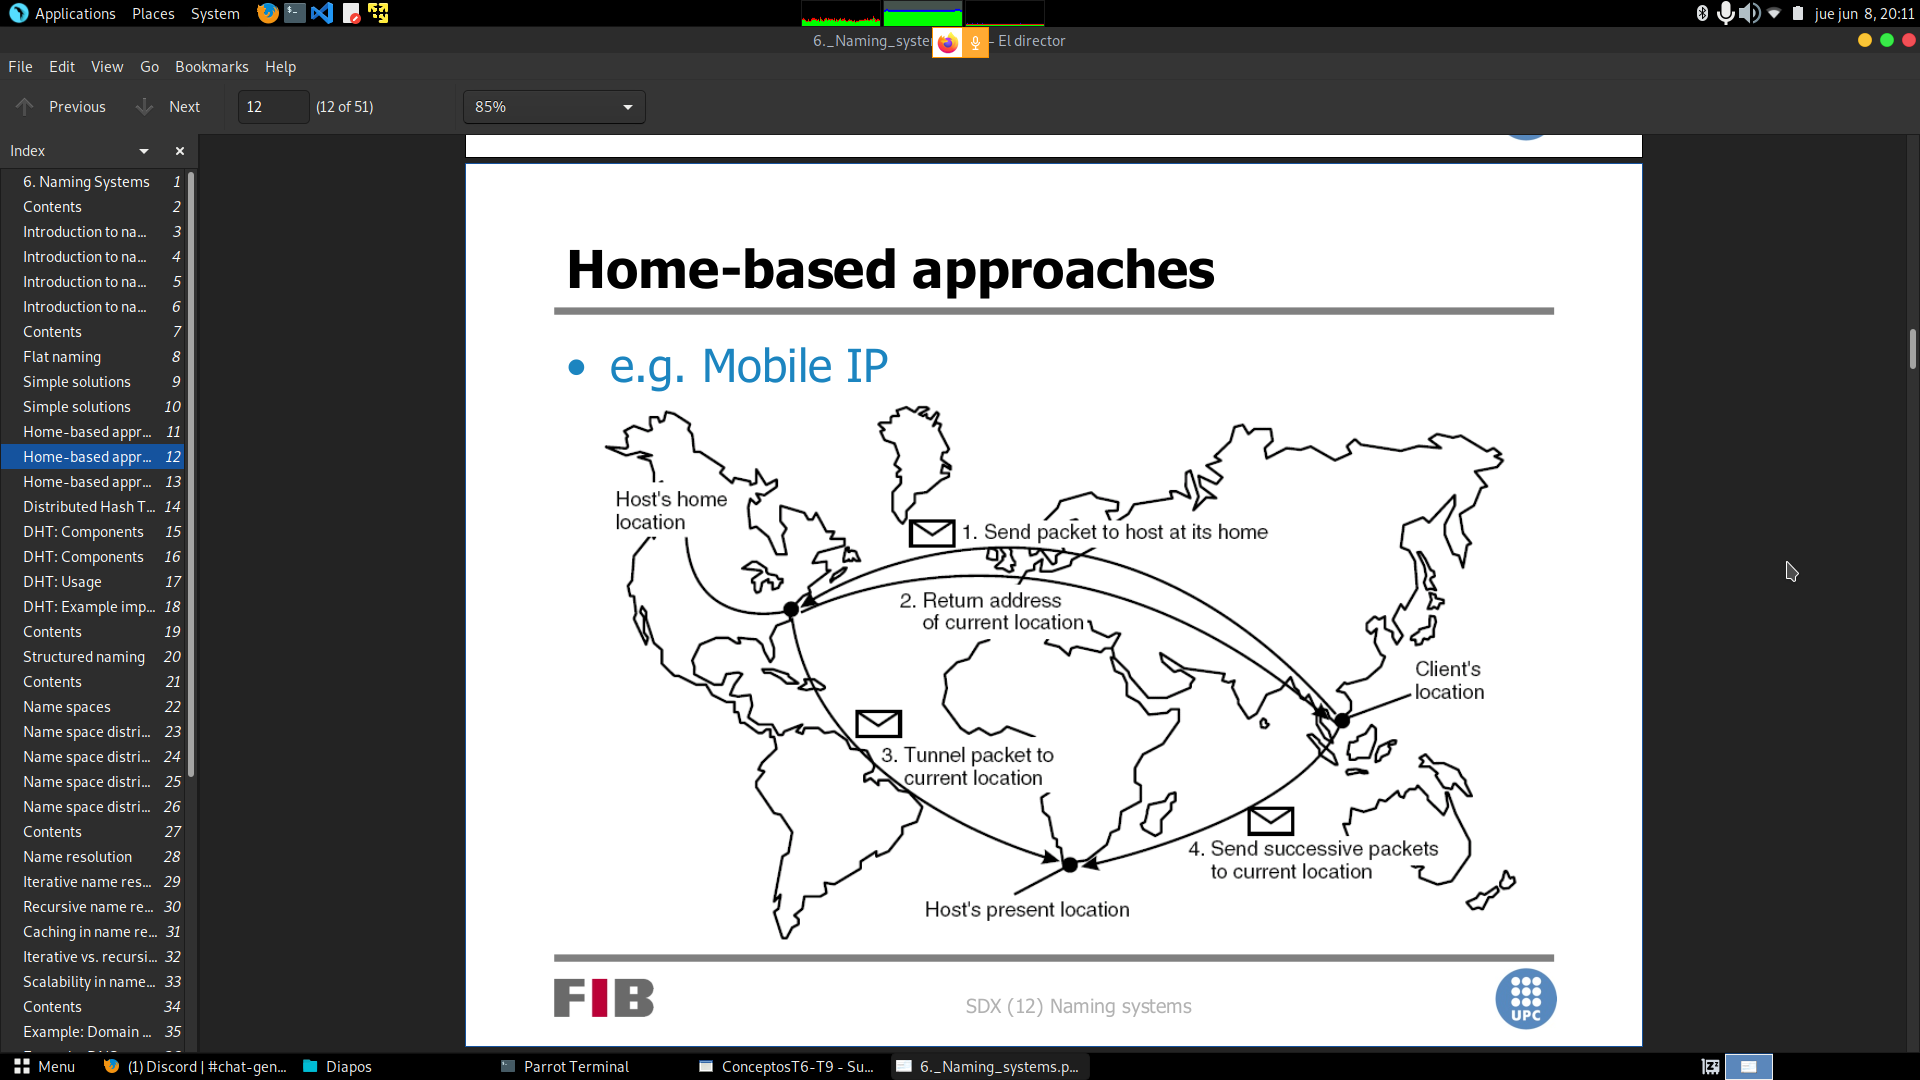 Applications Places System
jue jun 8, 20:11
6._Naming_syste
- El director
File Edit View Go Bookmarks Help
Previous Next 12 (12 of 51) 85%
Index
6. Naming Systems 1
Contents 2
Introduction to na... 3
Introduction to na... 4
Introduction to na... 5
Introduction to na... 6
Contents 7
Flat naming 8
Simple solutions 9
Simple solutions 10
Home-based appr... 11
Home-based appr... 12
Home-based appr... 13
Distributed Hash T... 14
DHT: Components 15
DHT: Components 16
DHT: Usage 17
DHT: Example imp... 18
Contents 19
Structured naming 20
Contents 21
Name spaces 22
Name space distri... 23
Name space distri... 24
Name space distri... 25
Name space distri... 26
Contents 27
Name resolution 28
Iterative name res... 29
Recursive name re... 30
Caching in name re... 31
Iterative vs. recursi... 32
Scalability in name... 33
Contents 34
Example: Domain ... 35
Home-based approaches
• e.g. Mobile IP
Host's home
location
1. Send packet to host at its home
2. Return address
of current location
Client's
location
3. Tunnel packet to
current location
4. Send successive packets
to current location
Host's present location
FIB
SDX (12) Naming systems
UPC
Menu
(1) Discord | #chat-gen...
Diapos
Parrot Terminal
ConceptosT6-T9 - Su...
6._Naming_systems.p...